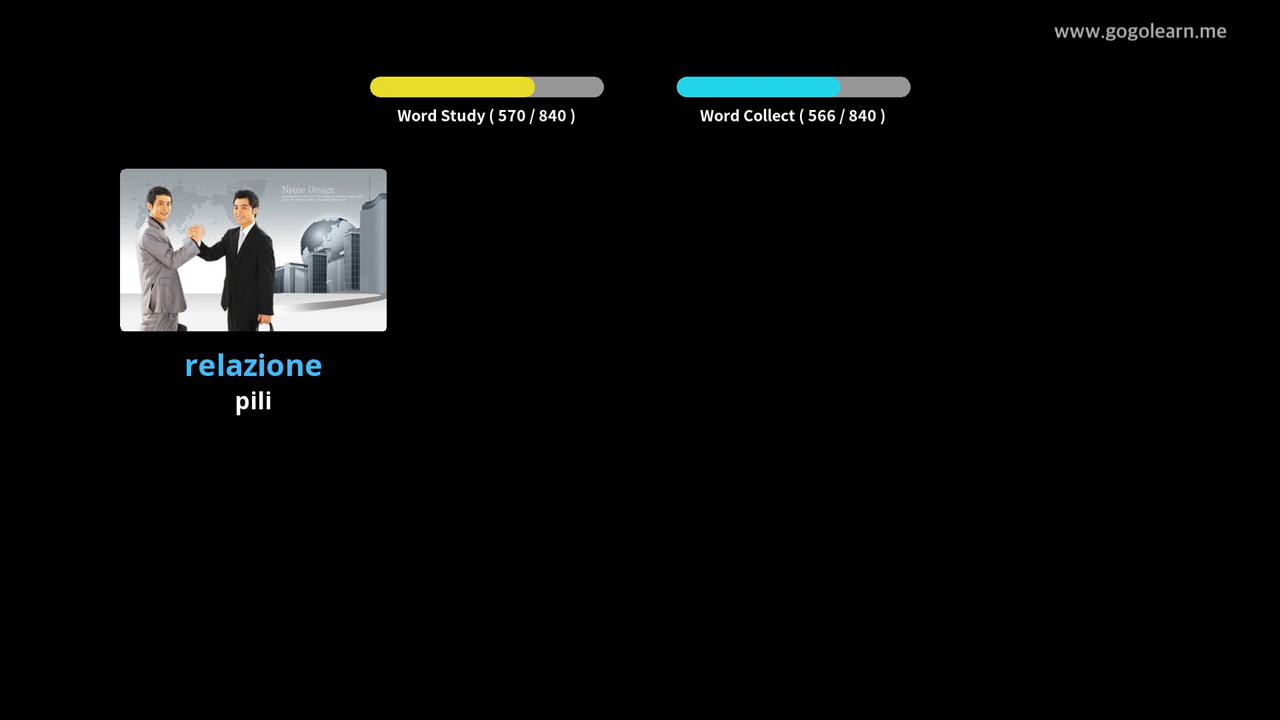 www.gogolearn.me
Word Study ( 570 / 840 )
Word Collect ( 566 / 840 )
Npine Design
relazione
pili